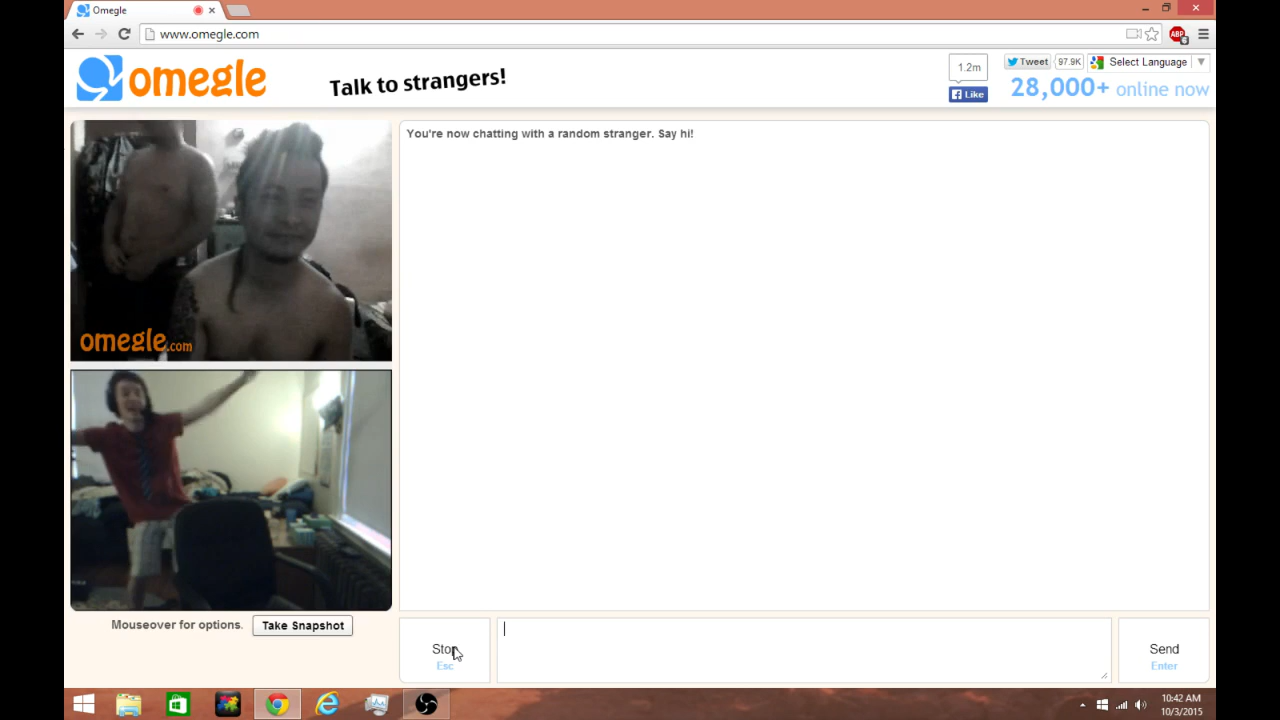 Omegle
www.omegle.com
ABP
omegle
Talk to strangers!
1.2m
Like
Tweet
97.9K
Select Language
28,000+ online now
You're now chatting with a random stranger. Say hi!
omegle.com
Mouseover for options.
Take Snapshot
Stop
Esc
Send
Enter
10:42 AM
10/3/2015